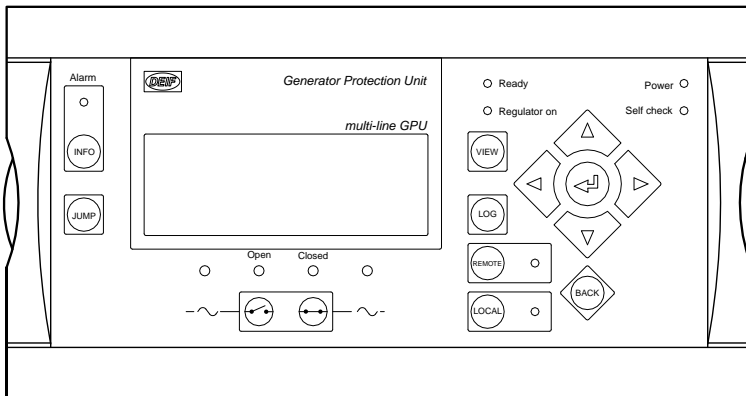 Alarm
INFO
JUMP
DEIF
Generator Protection Unit
multi-line GPU
Open
Closed
Ready
Regulator on
Power
Self check
VIEW
LOG
REMOTE
LOCAL
BACK